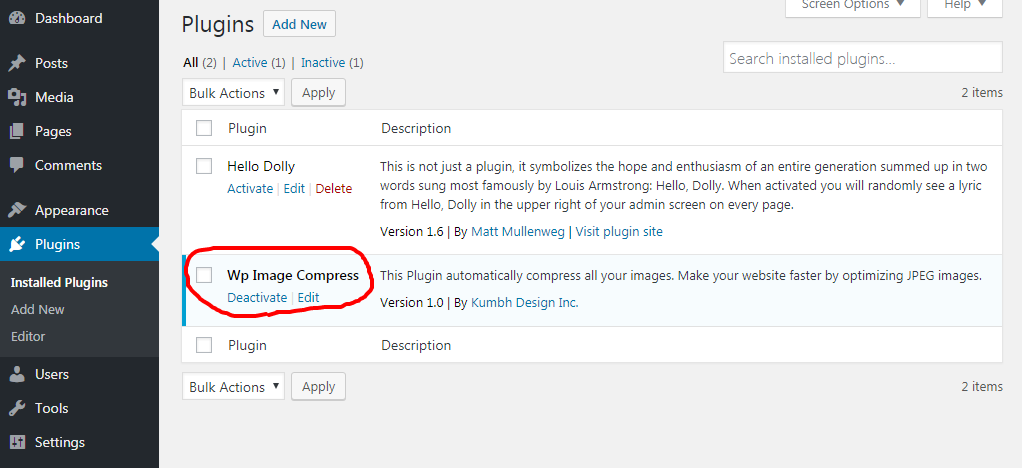 Dashboard
Posts
Media
Pages
Comments
Appearance
Plugins
Installed Plugins
Add New
Editor
Users
Tools
Settings
Screen Options ▼
Help ▼
Plugins Add New
All (2) | Active (1) | Inactive (1)
Search installed plugins...
Bulk Actions ▼ Apply
2 items
Plugin Description
Hello Dolly
Activate | Edit | Delete
This is not just a plugin, it symbolizes the hope and enthusiasm of an entire generation summed up in two
words sung most famously by Louis Armstrong: Hello, Dolly. When activated you will randomly see a lyric
from Hello, Dolly in the upper right of your admin screen on every page.
Version 1.6 | By Matt Mullenweg | Visit plugin site
Wp Image Compress
Deactivate | Edit
This Plugin automatically compress all your images. Make your website faster by optimizing JPEG images.
Version 1.0 | By Kumbh Design Inc.
Plugin Description
Bulk Actions ▼ Apply
2 items